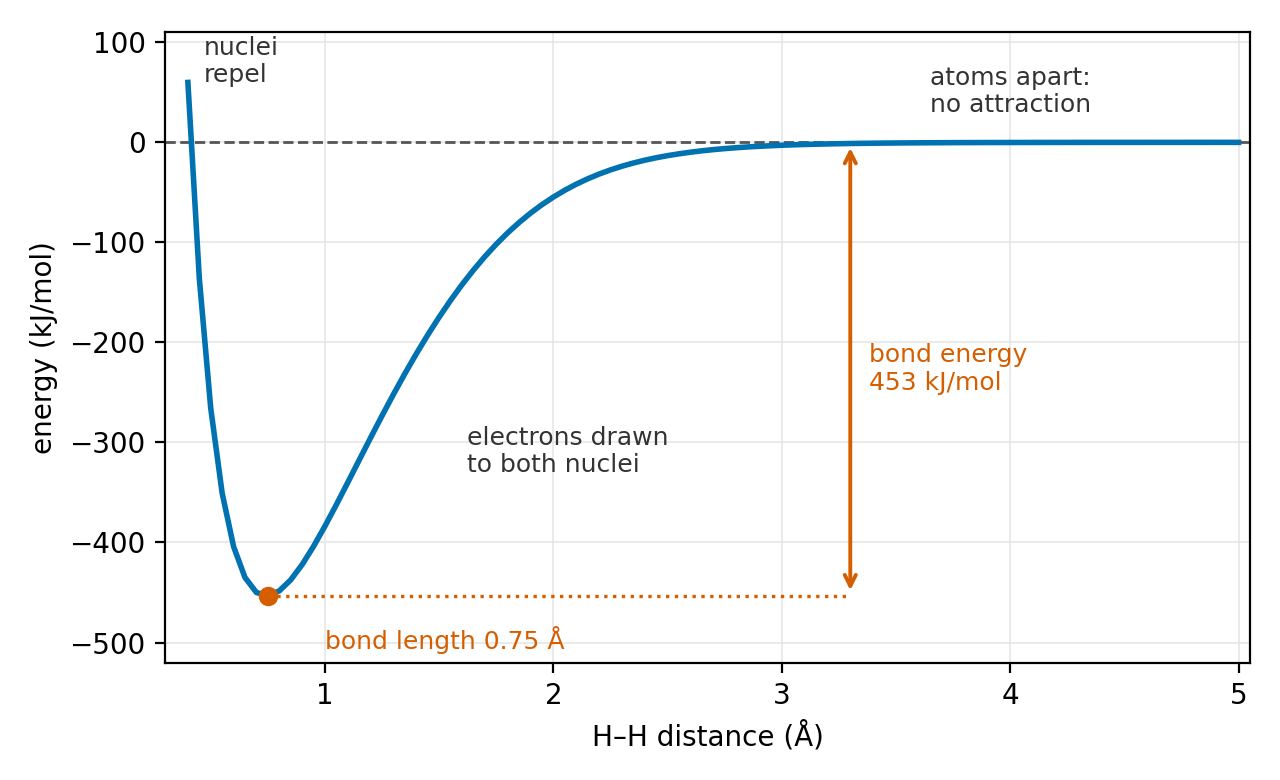 nuclei
repel
atoms apart:
no attraction
bond energy
453 kJ/mol
electrons drawn
to both nuclei
bond length 0.75 Å
100
0
−100
−200
−300
−400
−500
energy (kJ/mol)
1
2
3
4
5
H–H distance (Å)